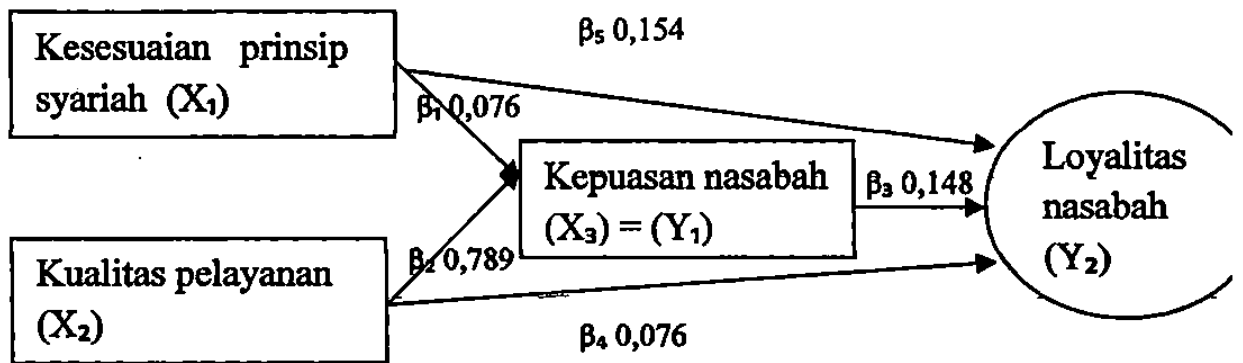 β₅ 0,154
Kesesuaian prinsip
syariah (X₁)
β₁ 0,076
Kepuasan nasabah
(X₃) = (Y₁)
β₃ 0,148
Loyalitas
nasabah
(Y₂)
β₂ 0,789
Kualitas pelayanan
(X₂)
β₄ 0,076